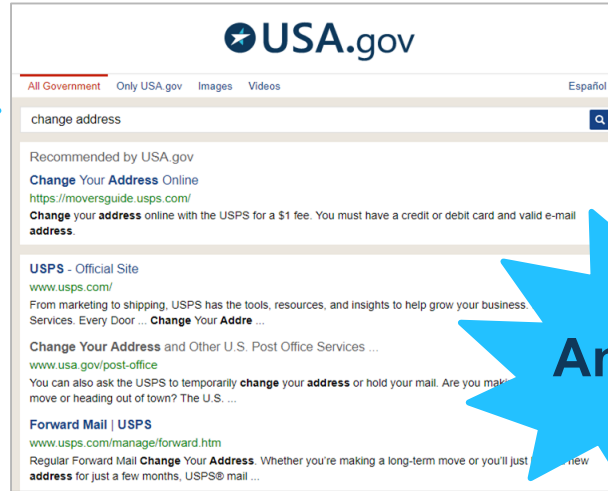 USA.gov
All Government Only USA.gov Images Videos Español
change address
Recommended by USA.gov
Change Your Address Online
https://moversguide.usps.com/
Change your address online with the USPS for a $1 fee. You must have a credit or debit card and valid e-mail
address.
USPS - Official Site
www.usps.com/
From marketing to shipping, USPS has the tools, resources, and insights to help grow your business.
Services. Every Door ... Change Your Addre ...
Change Your Address and Other U.S. Post Office Services ...
www.usa.gov/post-office
You can also ask the USPS to temporarily change your address or hold your mail. Are you
move or heading out of town? The U.S. ...
Forward Mail | USPS
www.usps.com/manage/forward.htm
Regular Forward Mail Change Your Address. Whether you're making a long-term move or you'll just new
address for just a few months, USPS® mail ...